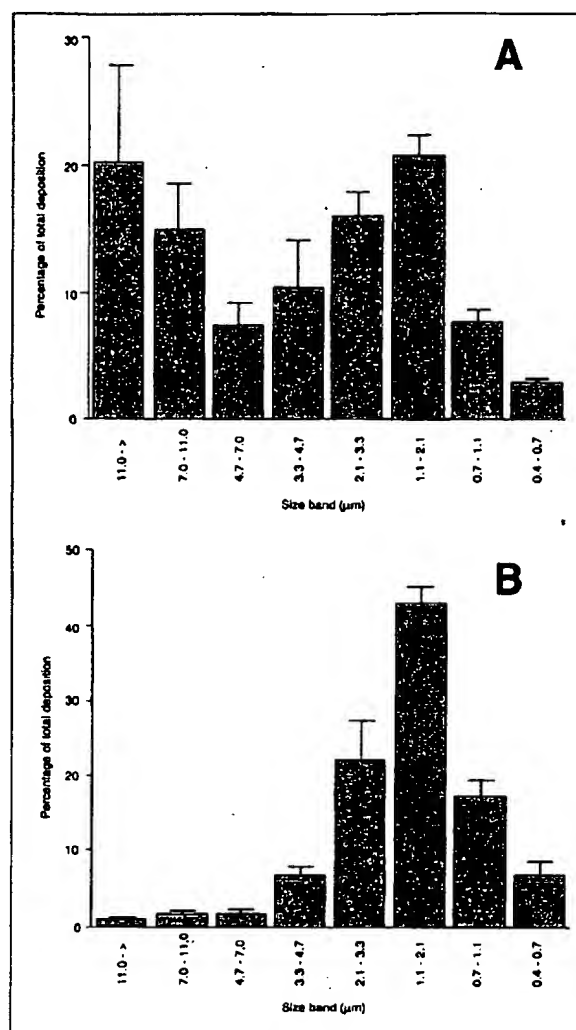 A
30
20
10
0
Percentage of total deposition
11.0 - >
7.0 - 11.0
4.7 - 7.0
3.3 - 4.7
2.1 - 3.3
1.1 - 2.1
0.7 - 1.1
0.4 - 0.7
Size band (µm)
B
50
40
30
20
10
0
Percentage of total deposition
11.0 - >
7.0 - 11.0
4.7 - 7.0
3.3 - 4.7
2.1 - 3.3
1.1 - 2.1
0.7 - 1.1
0.4 - 0.7
Size band (µm)